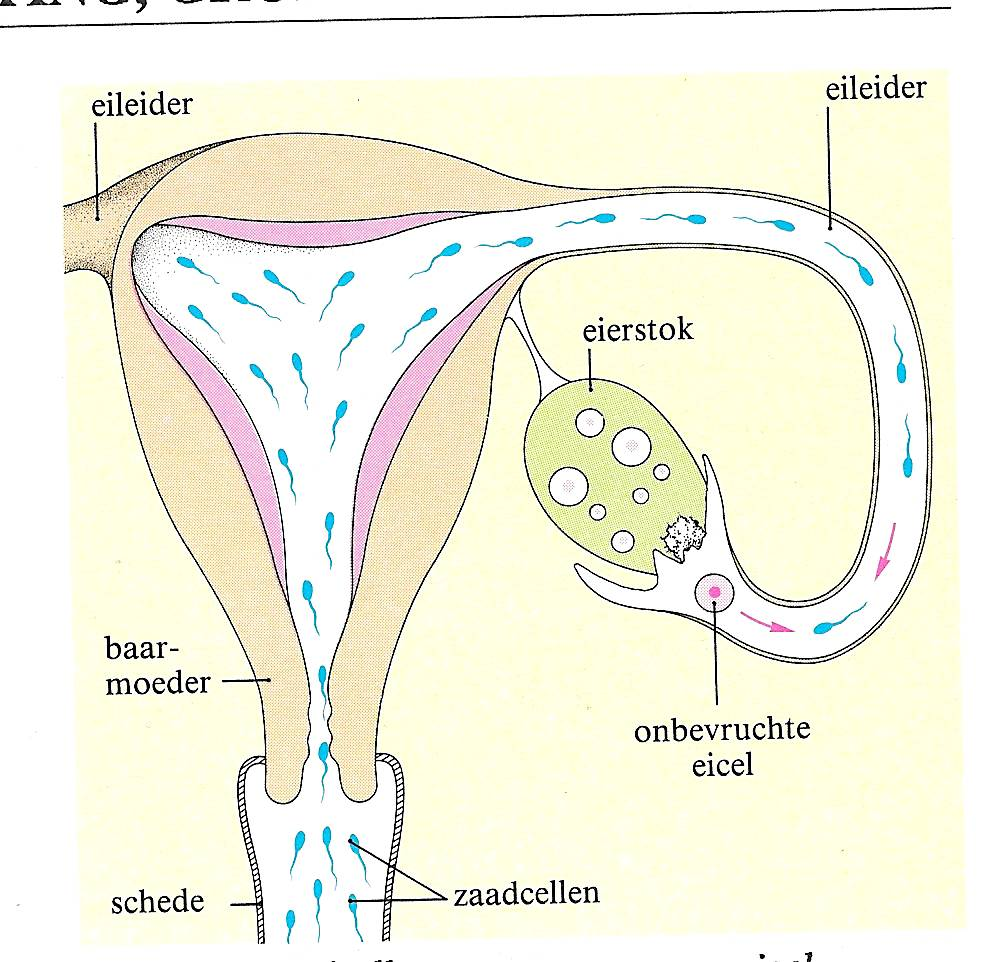 eileider
eileider
eierstok
baar-
moeder
onbevruchte
eicel
schede
zaadcellen